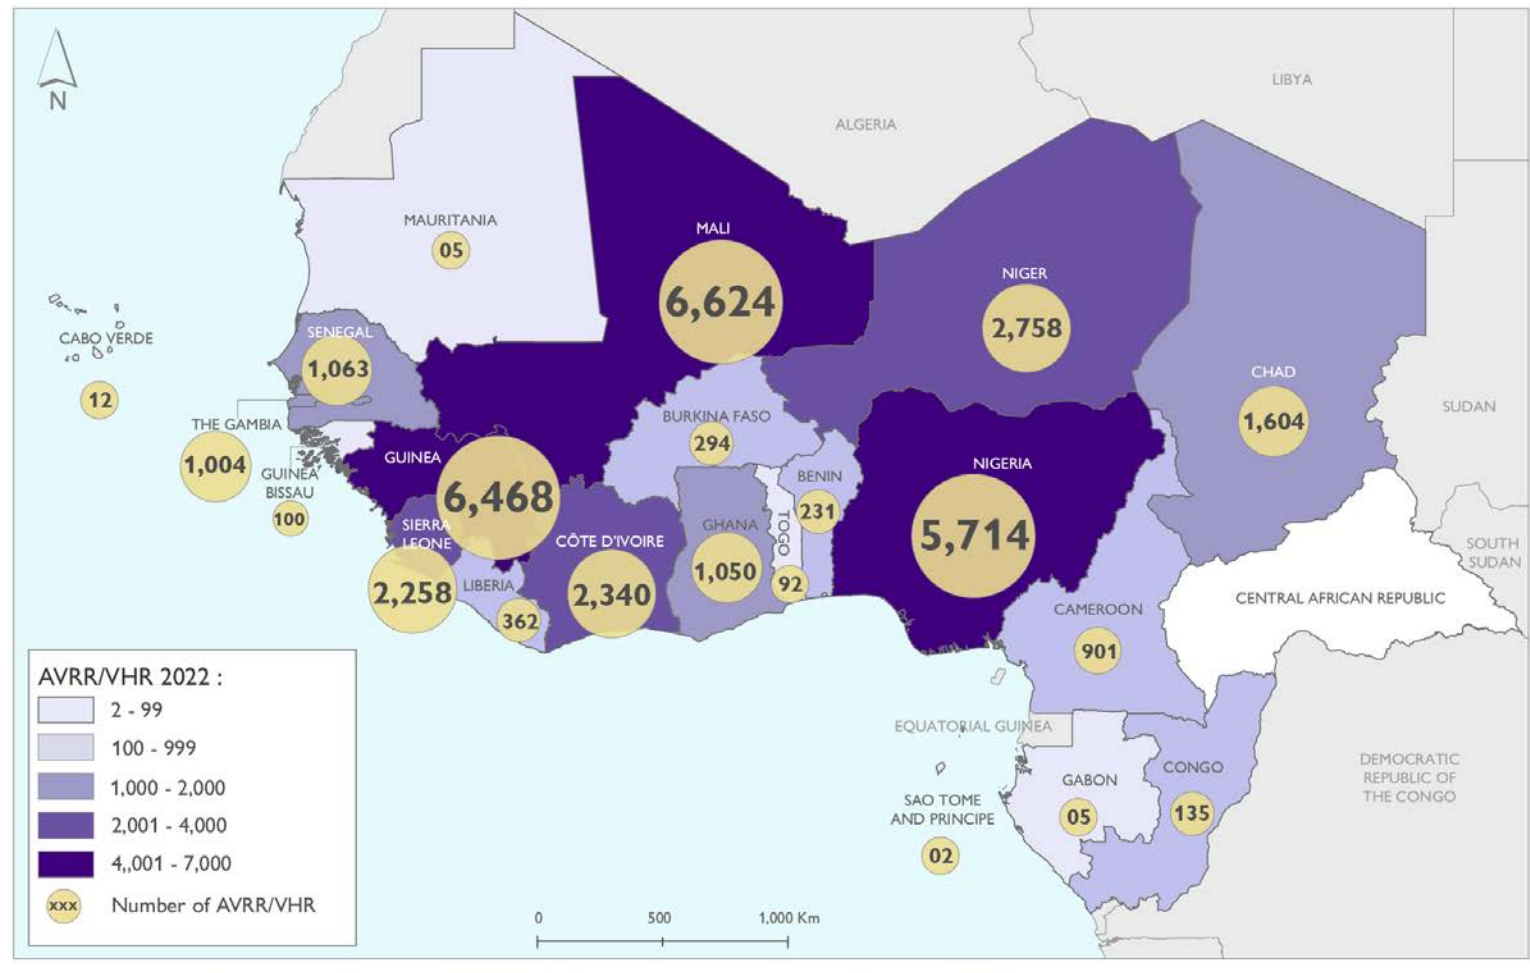 N
LIBYA
ALGERIA
MAURITANIA
05
MALI
6,624
NIGER
2,758
SENEGAL
1,063
CABO VERDE
12
CHAD
1,604
SUDAN
THE GAMBIA
1,004
BURKINA FASO
294
GUINEA
6,468
NIGERIA
5,714
GUINEA
BISSAU
100
BENIN
231
SIERRA
LEONE
2,258
CÔTE D'IVOIRE
2,340
GHANA
1,050
TOGO
92
LIBERIA
362
SOUTH
SUDAN
CENTRAL AFRICAN REPUBLIC
CAMEROON
901
EQUATORIAL GUINEA
GABON
05
CONGO
135
DEMOCRATIC
REPUBLIC OF
THE CONGO
SAO TOME
AND PRINCIPE
02
AVRR/VHR 2022 :
2 - 99
100 - 999
1,000 - 2,000
2,001 - 4,000
4,,001 - 7,000
xxx Number of AVRR/VHR
0 500 1,000 Km